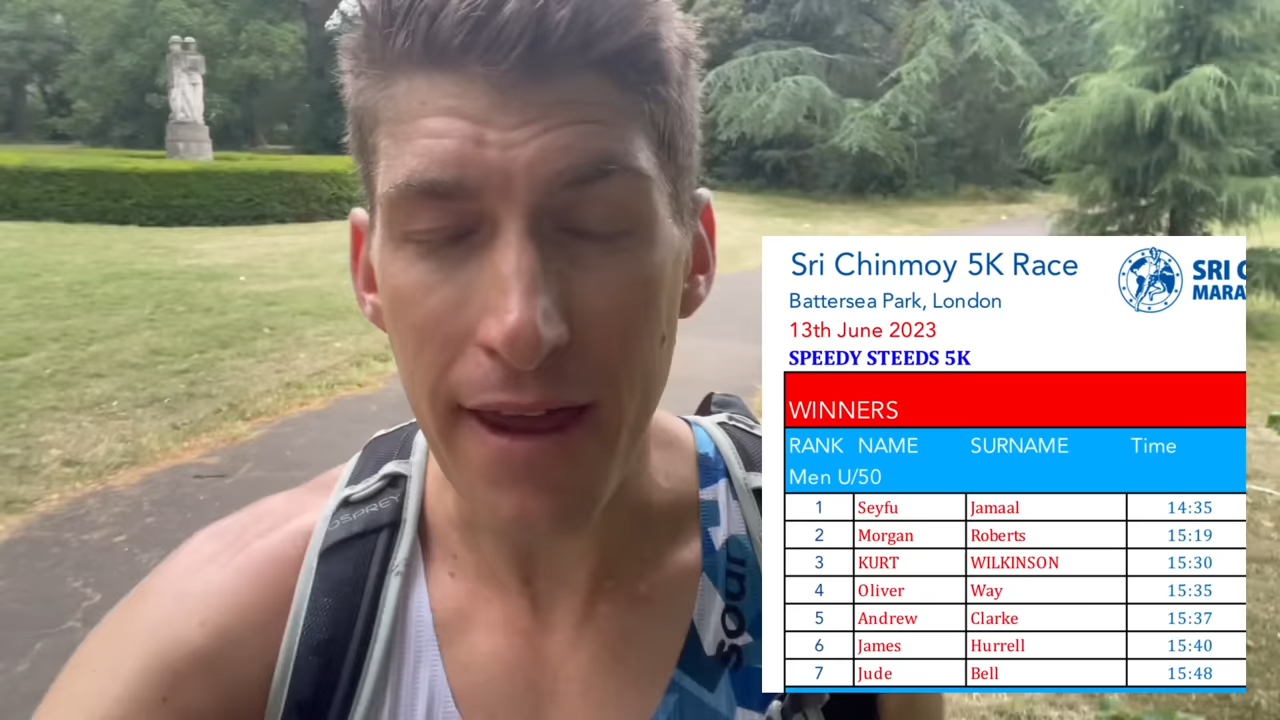 OSPREY
sour
Sri Chinmoy 5K Race
SRI
MARA
Battersea Park, London
13th June 2023
SPEEDY STEEDS 5K
WINNERS
RANK NAME SURNAME Time
Men U/50
1 Seyfu Jamaal 14:35
2 Morgan Roberts 15:19
3 KURT WILKINSON 15:30
4 Oliver Way 15:35
5 Andrew Clarke 15:37
6 James Hurrell 15:40
7 Jude Bell 15:48